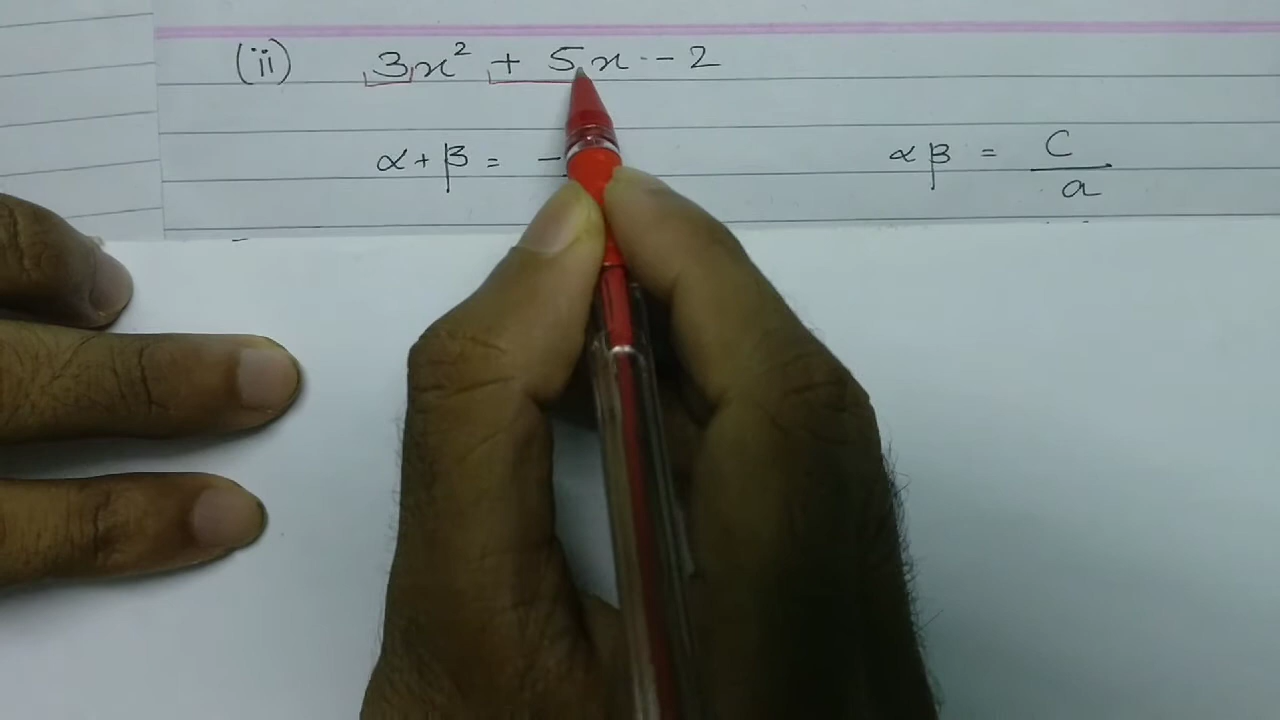 (ii) 3x² + 5x - 2
α + β = - αβ = C/a